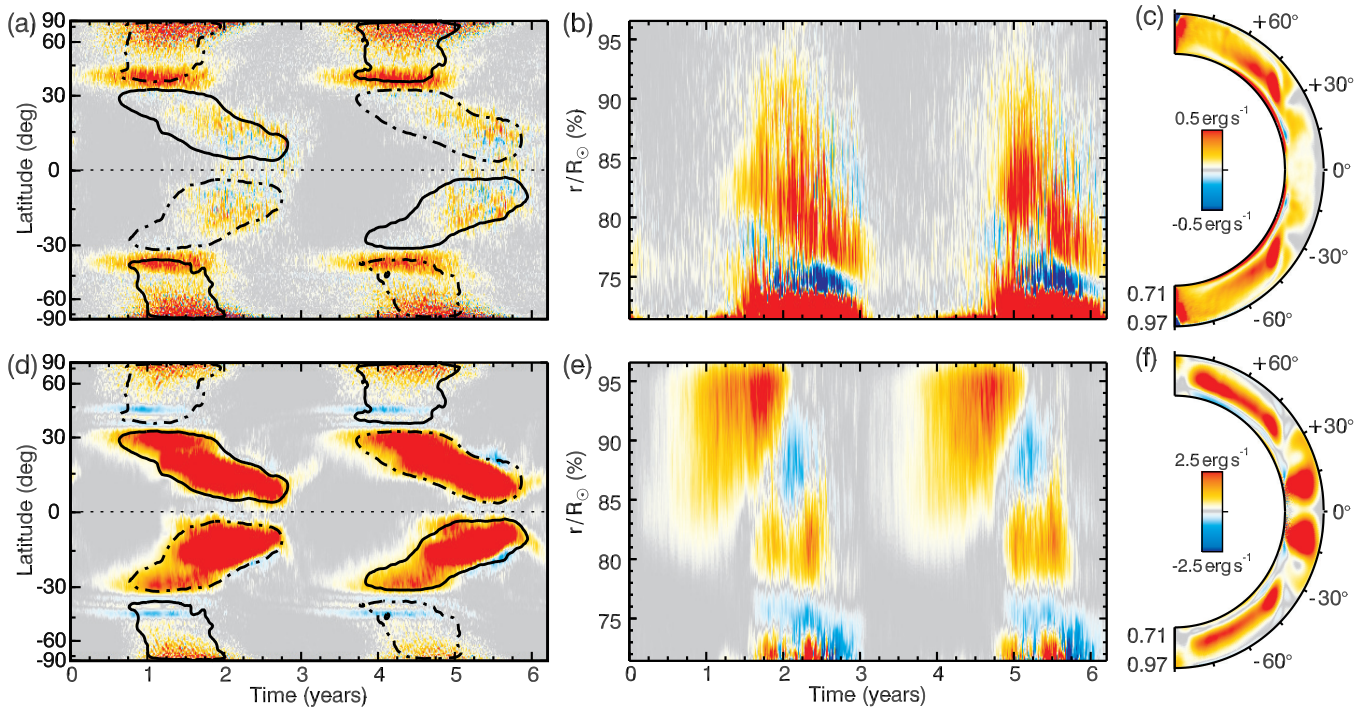 (a)
90
60
30
0
-30
-60
-90
Latitude (deg)
(b)
95
90
85
80
75
r/R⊙ (%)
(c)
+60°
+30°
0°
-30°
-60°
0.5 erg s⁻¹
-0.5 erg s⁻¹
0.71
0.97
(d)
90
60
30
0
-30
-60
-90
Latitude (deg)
0 1 2 3 4 5 6
Time (years)
(e)
95
90
85
80
75
r/R⊙ (%)
0 1 2 3 4 5 6
Time (years)
(f)
+60°
+30°
0°
-30°
-60°
2.5 erg s⁻¹
-2.5 erg s⁻¹
0.71
0.97